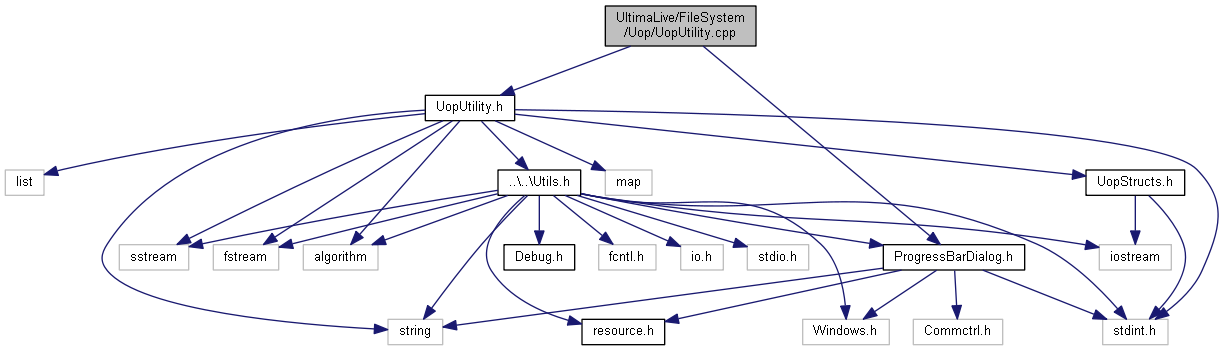 UltimaLive/FileSystem
/Uop/UopUtility.cpp
UopUtility.h
list
..\..\Utils.h
map
UopStructs.h
sstream
fstream
algorithm
Debug.h
fcntl.h
io.h
stdio.h
ProgressBarDialog.h
iostream
string
resource.h
Windows.h
Commctrl.h
stdint.h